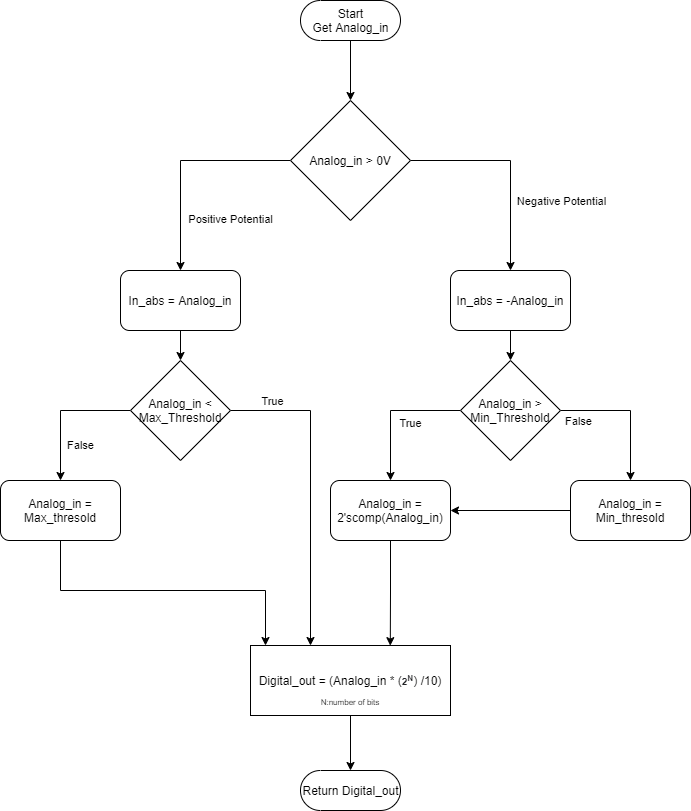 Start
Get Analog_in
Analog_in > 0V
Positive Potential
Negative Potential
In_abs = Analog_in
In_abs = -Analog_in
Analog_in <
Max_Threshold
True
False
Analog_in >
Min_Threshold
True
False
Analog_in =
Max_thresold
Analog_in =
2'scomp(Analog_in)
Analog_in =
Min_thresold
Digital_out = (Analog_in * (2ᴺ) /10)
N:number of bits
Return Digital_out